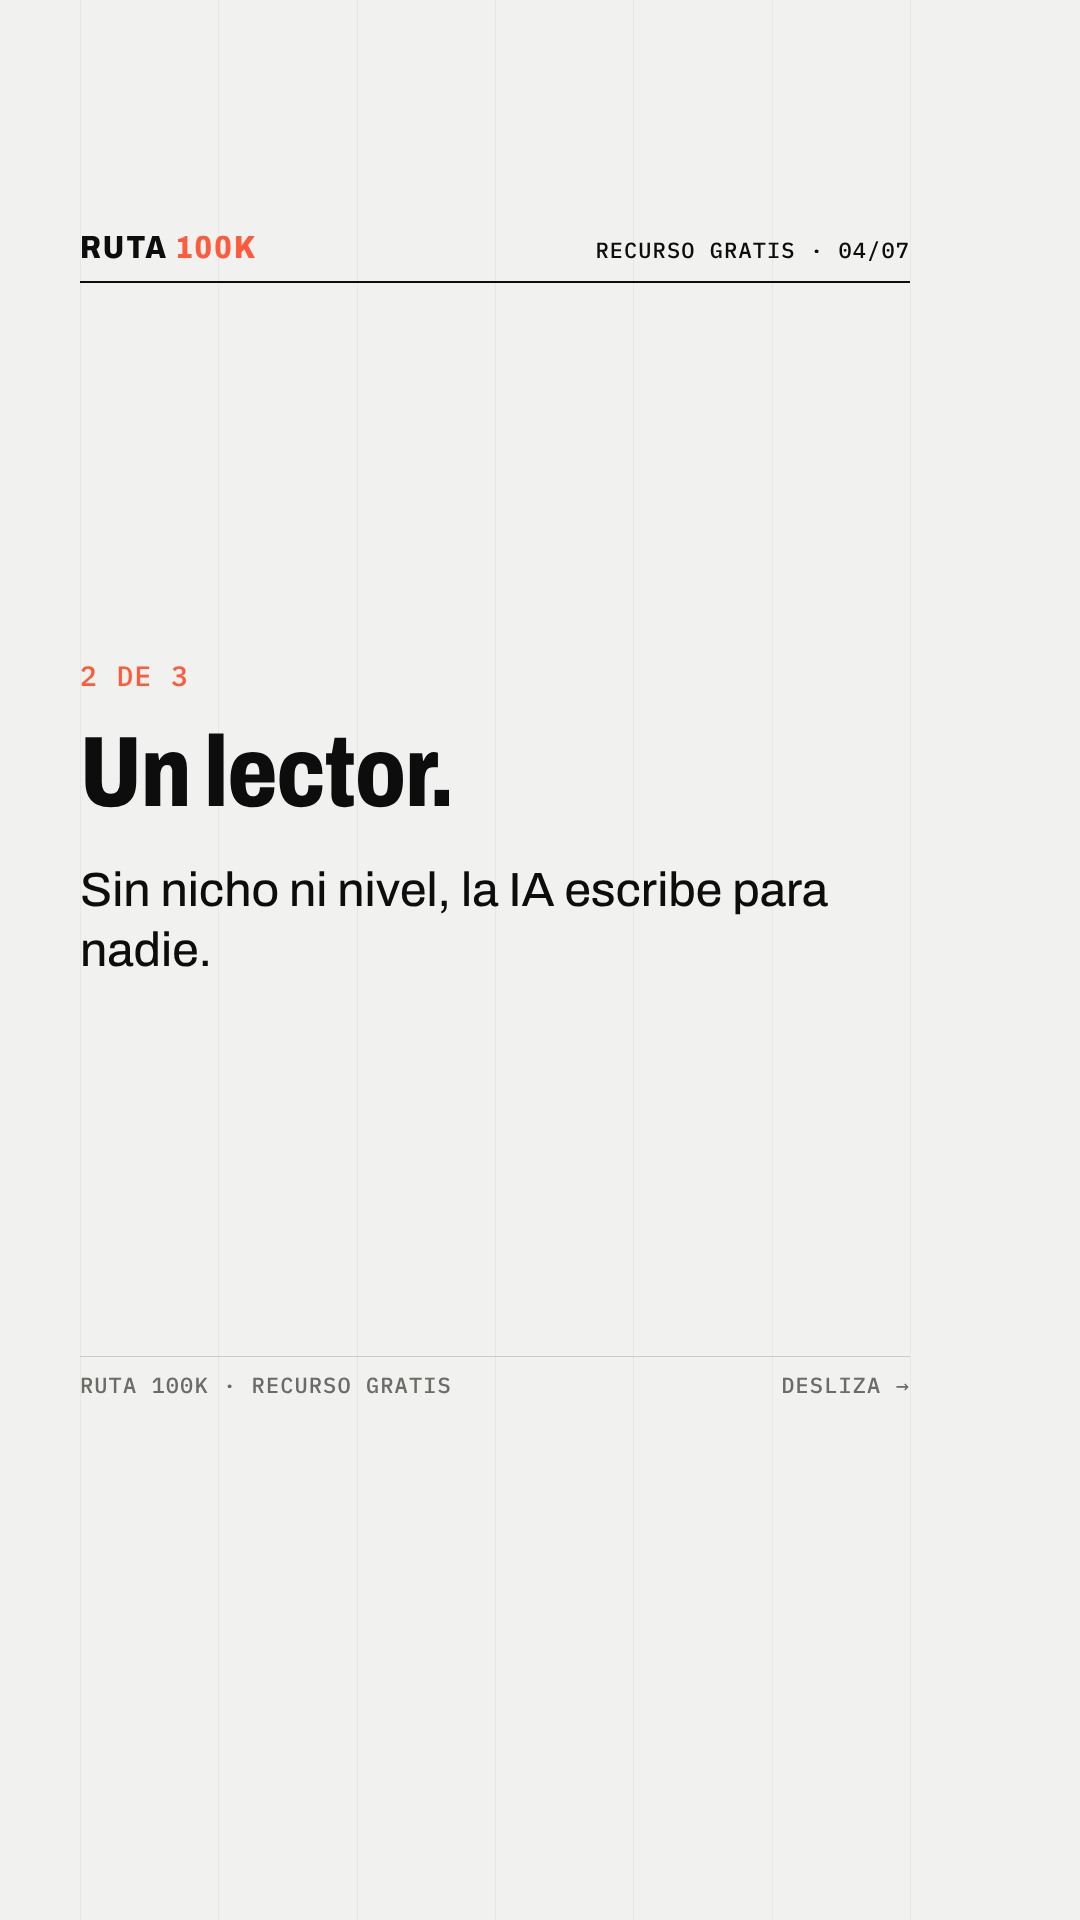 RUTA 100K
RECURSO GRATIS · 04/07
2 DE 3
Un lector.
Sin nicho ni nivel, la IA escribe para
nadie.
RUTA 100K · RECURSO GRATIS
DESLIZA →